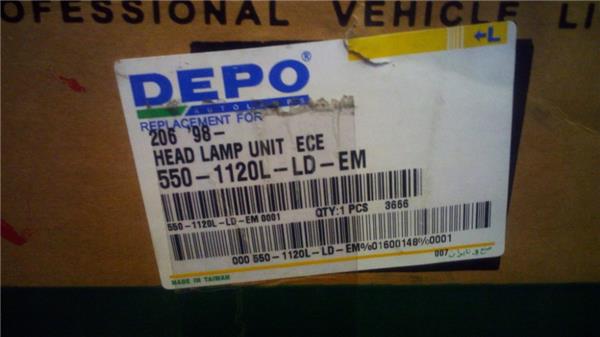 OFESSIONAL VEHICLE LI
←L
DEPO®
AUTOLAMPS
REPLACEMENT FOR
206 '98-
HEAD LAMP UNIT ECE
550-1120L-LD-EM
550-1120L-LD-EM 0001 QTY:1 PCS 3656
000 550-1120L-LD-EM%01600148%0001
007
MADE IN TAIWAN